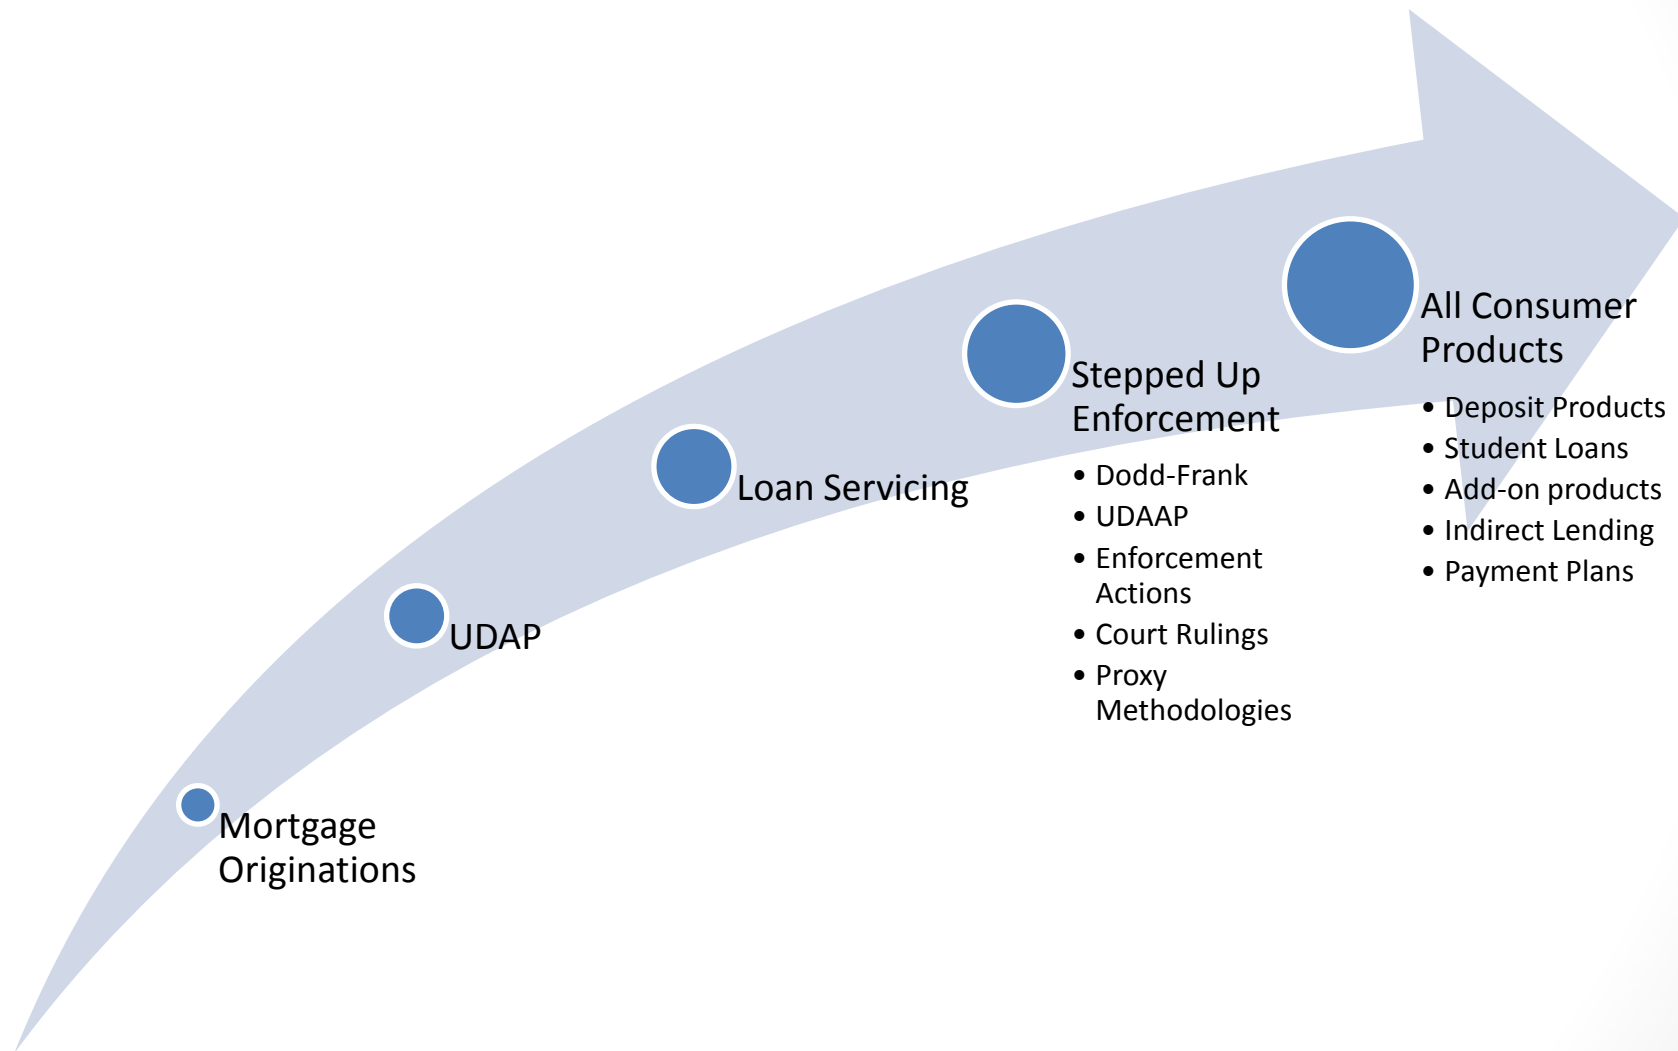 Mortgage
Originations
UDAP
Loan Servicing
Stepped Up
Enforcement
• Dodd-Frank
• UDAAP
• Enforcement
Actions
• Court Rulings
• Proxy
Methodologies
All Consumer
Products
• Deposit Products
• Student Loans
• Add-on products
• Indirect Lending
• Payment Plans